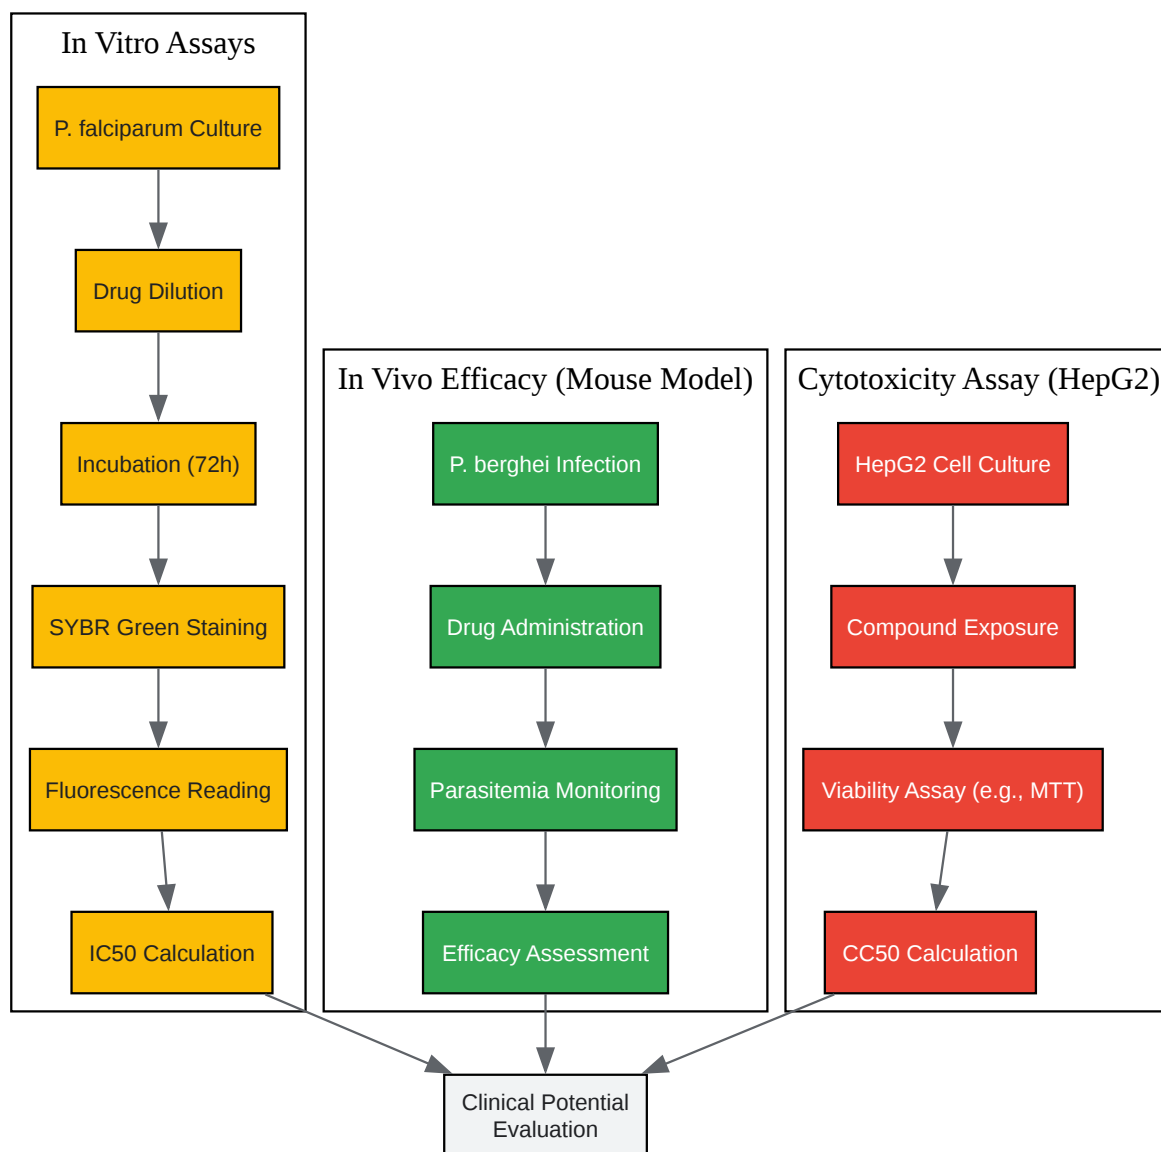 In Vitro Assays
P. falciparum Culture
Drug Dilution
Incubation (72h)
SYBR Green Staining
Fluorescence Reading
IC50 Calculation
In Vivo Efficacy (Mouse Model)
P. berghei Infection
Drug Administration
Parasitemia Monitoring
Efficacy Assessment
Cytotoxicity Assay (HepG2)
HepG2 Cell Culture
Compound Exposure
Viability Assay (e.g., MTT)
CC50 Calculation
Clinical Potential
Evaluation